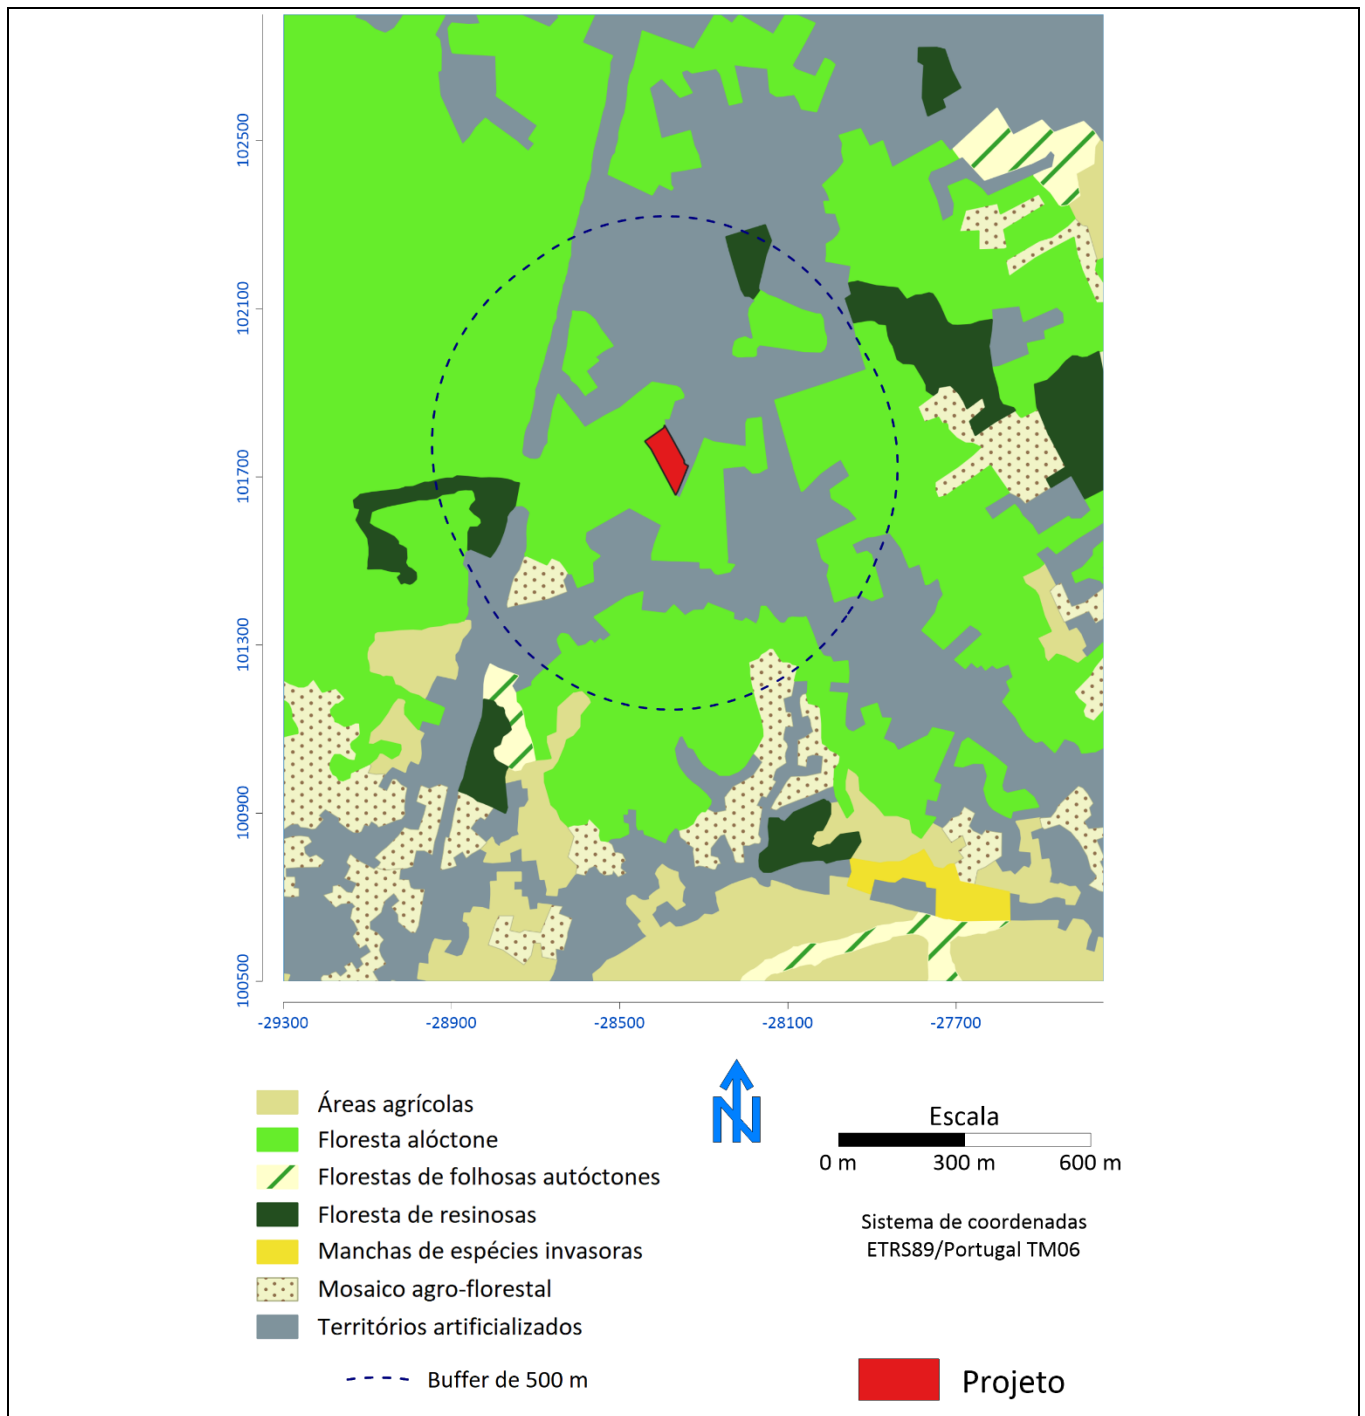 102500
102100
101700
101300
100900
100500
-29300
-28900
-28500
-28100
-27700
Áreas agrícolas
Floresta alóctone
Florestas de folhosas autóctones
Floresta de resinosas
Manchas de espécies invasoras
Mosaico agro-florestal
Territórios artificializados
Buffer de 500 m
N
Escala
0 m 300 m 600 m
Sistema de coordenadas
ETRS89/Portugal TM06
Projeto